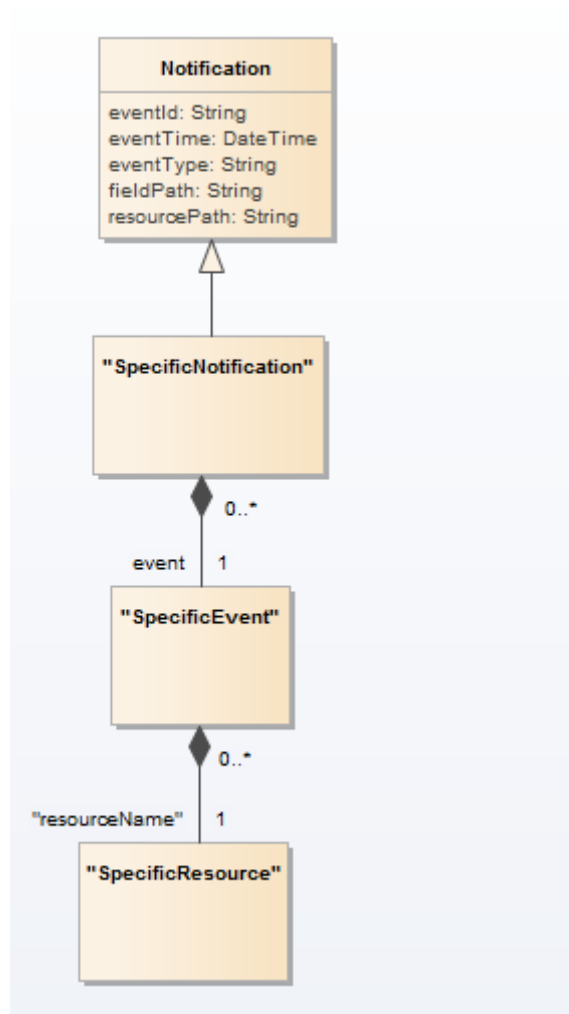 Notification
eventId: String
eventTime: DateTime
eventType: String
fieldPath: String
resourcePath: String
"SpecificNotification"
0..*
event 1
"SpecificEvent"
0..*
"resourceName" 1
"SpecificResource"